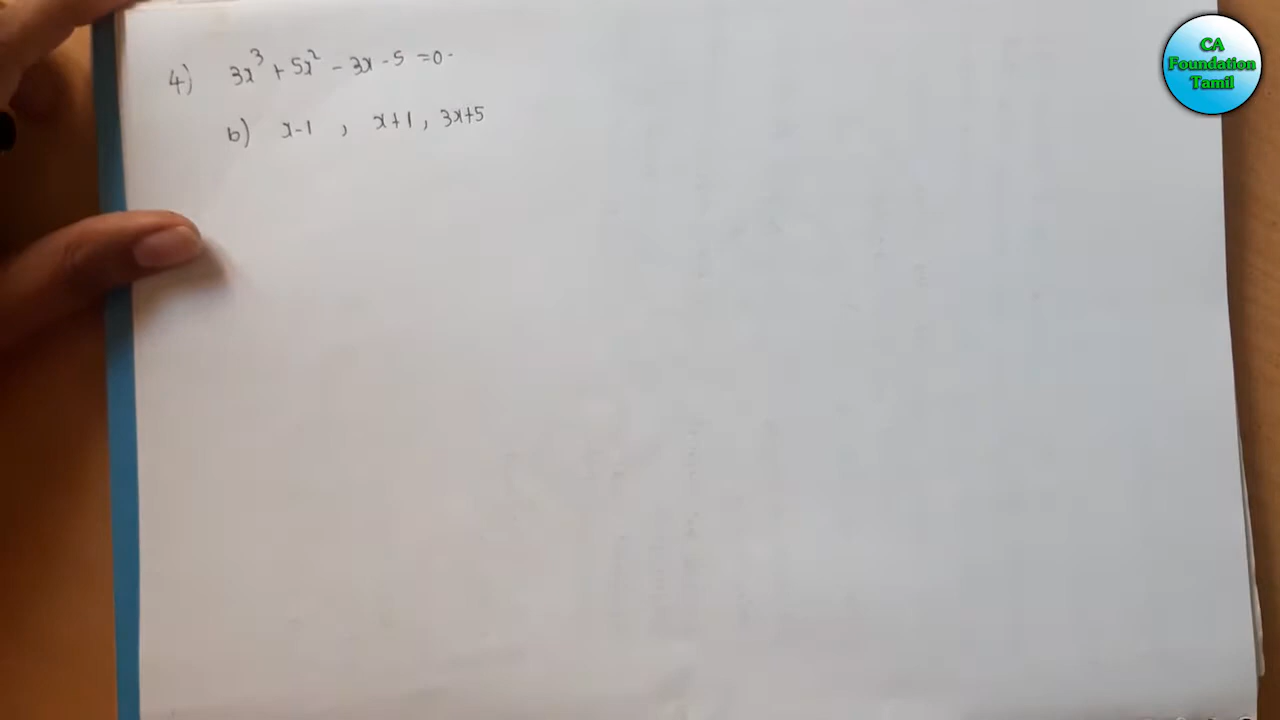 4) 3x³ + 5x² - 3x - 5 = 0.
b) x-1 , x+1 , 3x+5
CA
Foundation
Tamil